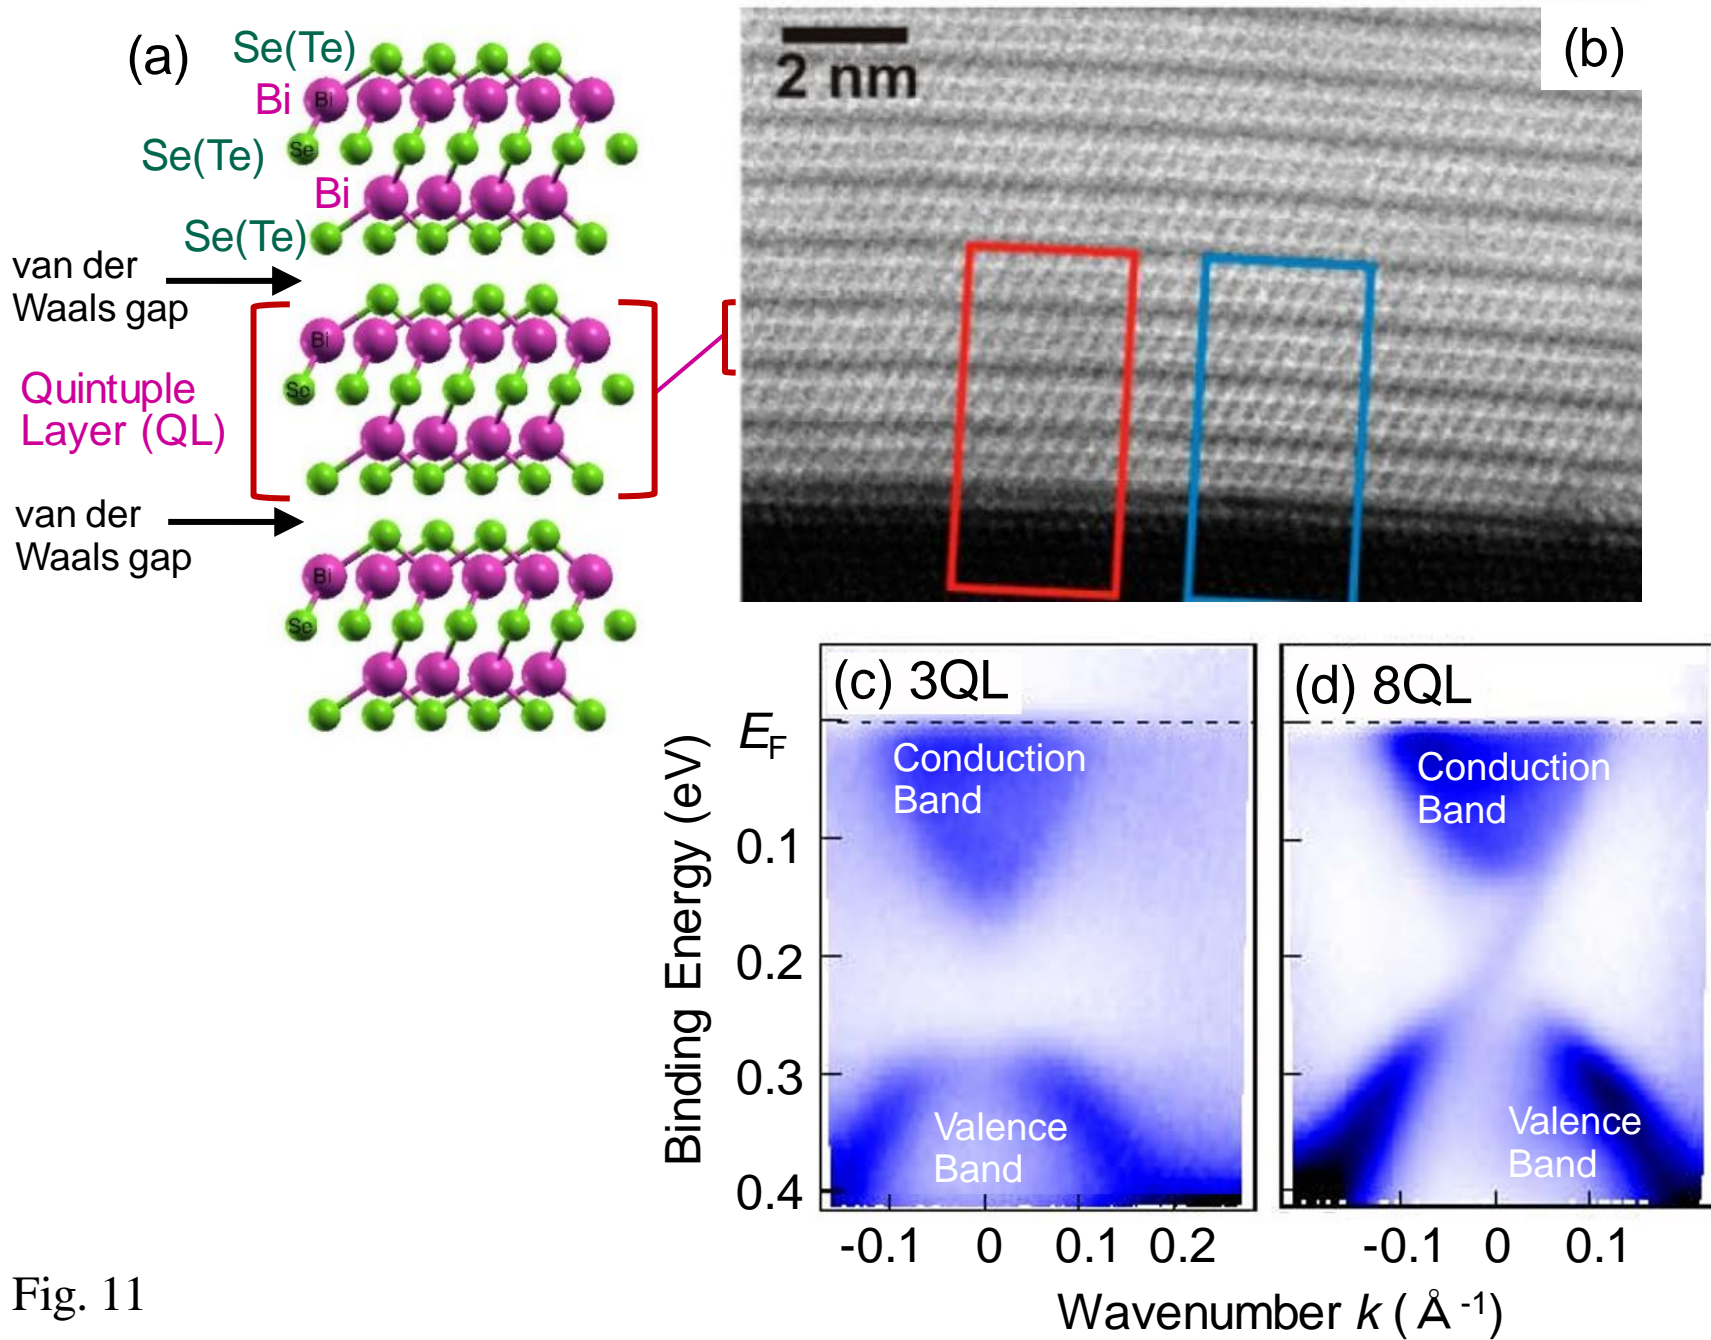 (a)
Se(Te)
Bi
Bi
Se(Te)
Se
Bi
Se(Te)
van der
Waals gap
Bi
Quintuple
Layer (QL)
Se
van der
Waals gap
Bi
Se
2 nm
(b)
(c) 3QL
E_F
Conduction
Band
0.1
0.2
0.3
0.4
Valence
Band
Binding Energy (eV)
-0.1 0 0.1 0.2
(d) 8QL
Conduction
Band
Valence
Band
-0.1 0 0.1
Wavenumber k ( Å ⁻¹)
Fig. 11